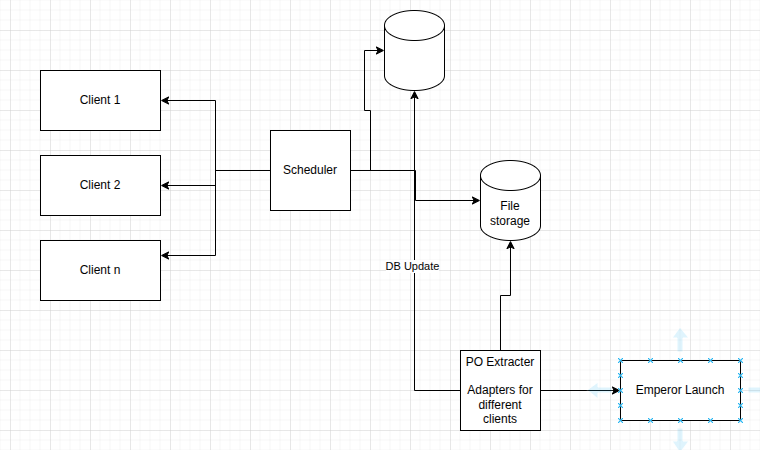 Client 1
Client 2
Client n
Scheduler
File
storage
DB Update
PO Extracter
Adapters for
different
clients
Emperor Launch